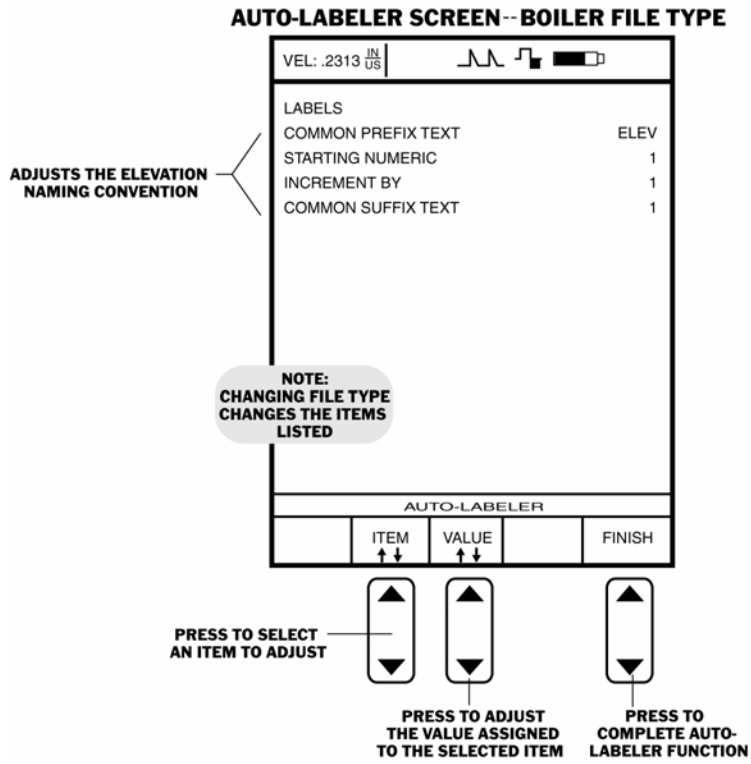 AUTO-LABELER SCREEN--BOILER FILE TYPE
VEL: .2313 IN/US
LABELS
COMMON PREFIX TEXT ELEV
STARTING NUMERIC 1
INCREMENT BY 1
COMMON SUFFIX TEXT 1
ADJUSTS THE ELEVATION
NAMING CONVENTION
NOTE:
CHANGING FILE TYPE
CHANGES THE ITEMS
LISTED
AUTO-LABELER
ITEM VALUE FINISH
PRESS TO SELECT
AN ITEM TO ADJUST
PRESS TO ADJUST
THE VALUE ASSIGNED
TO THE SELECTED ITEM
PRESS TO
COMPLETE AUTO-
LABELER FUNCTION